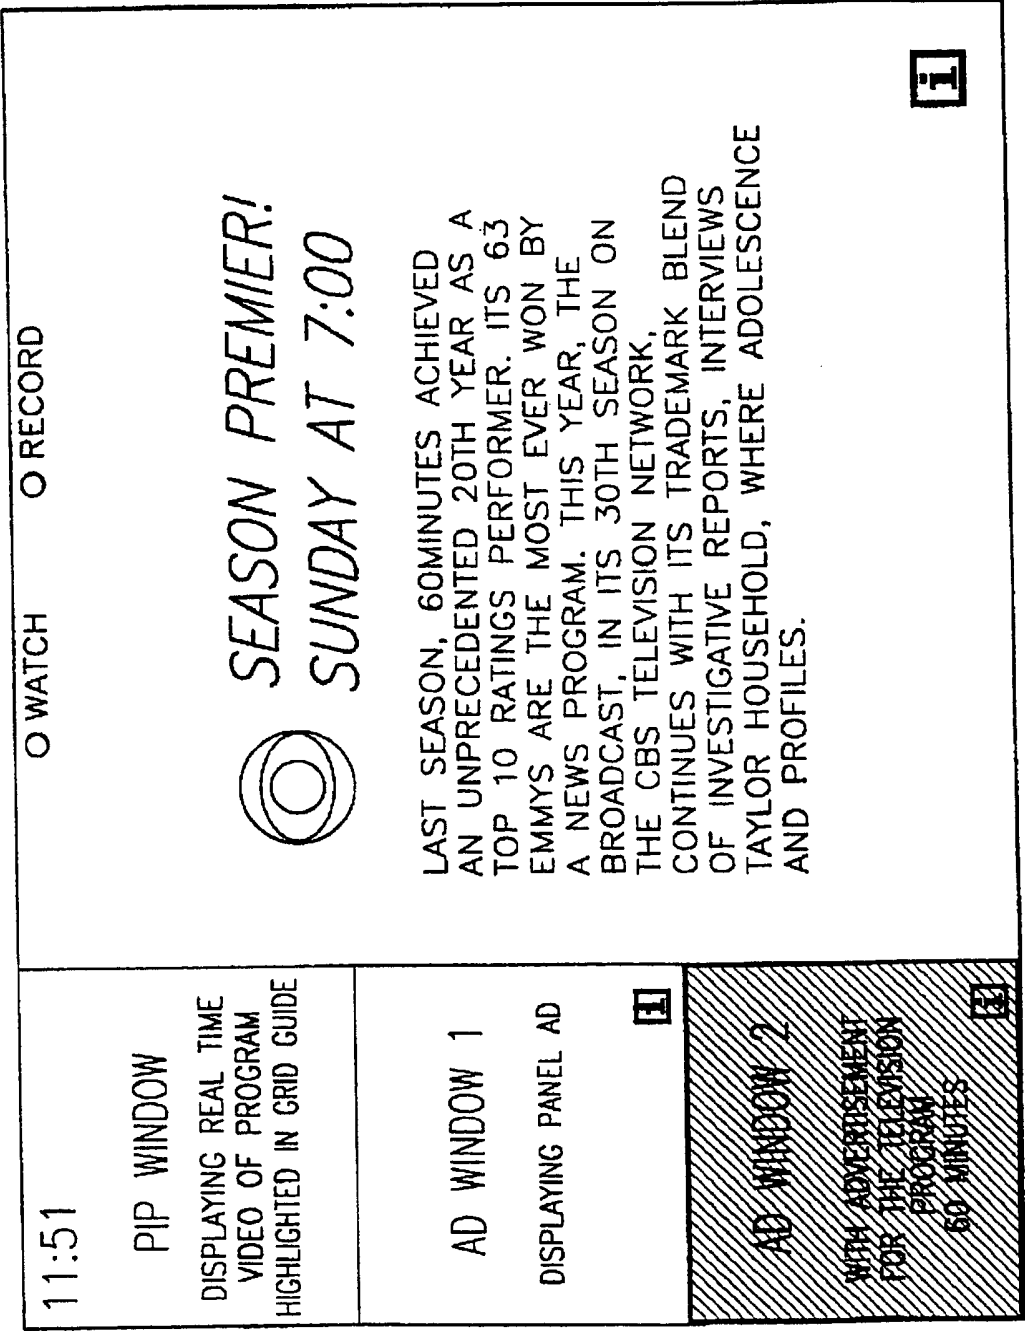 11:51
PIP WINDOW
DISPLAYING REAL TIME
VIDEO OF PROGRAM
HIGHLIGHTED IN GRID GUIDE
AD WINDOW 1
DISPLAYING PANEL AD
i
AD WINDOW 2
WITH ADVERTISEMENT
FOR THE TELEVISION
PROGRAM
60 MINUTES
i
WATCH
RECORD
SEASON PREMIER!
SUNDAY AT 7:00
LAST SEASON, 60MINUTES ACHIEVED
AN UNPRECEDENTED 20TH YEAR AS A
TOP 10 RATINGS PERFORMER. ITS 63
EMMYS ARE THE MOST EVER WON BY
A NEWS PROGRAM. THIS YEAR, THE
BROADCAST, IN ITS 30TH SEASON ON
THE CBS TELEVISION NETWORK,
CONTINUES WITH ITS TRADEMARK BLEND
OF INVESTIGATIVE REPORTS, INTERVIEWS
TAYLOR HOUSEHOLD, WHERE ADOLESCENCE
AND PROFILES.
i